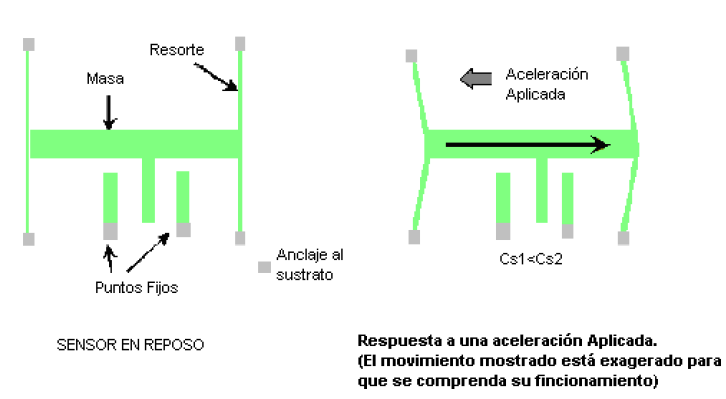 Resorte
Masa
Puntos Fijos
Anclaje al
sustrato
SENSOR EN REPOSO
Aceleración
Aplicada
Cs1<Cs2
Respuesta a una aceleración Aplicada.
(El movimiento mostrado está exagerado para
que se comprenda su fincionamiento)